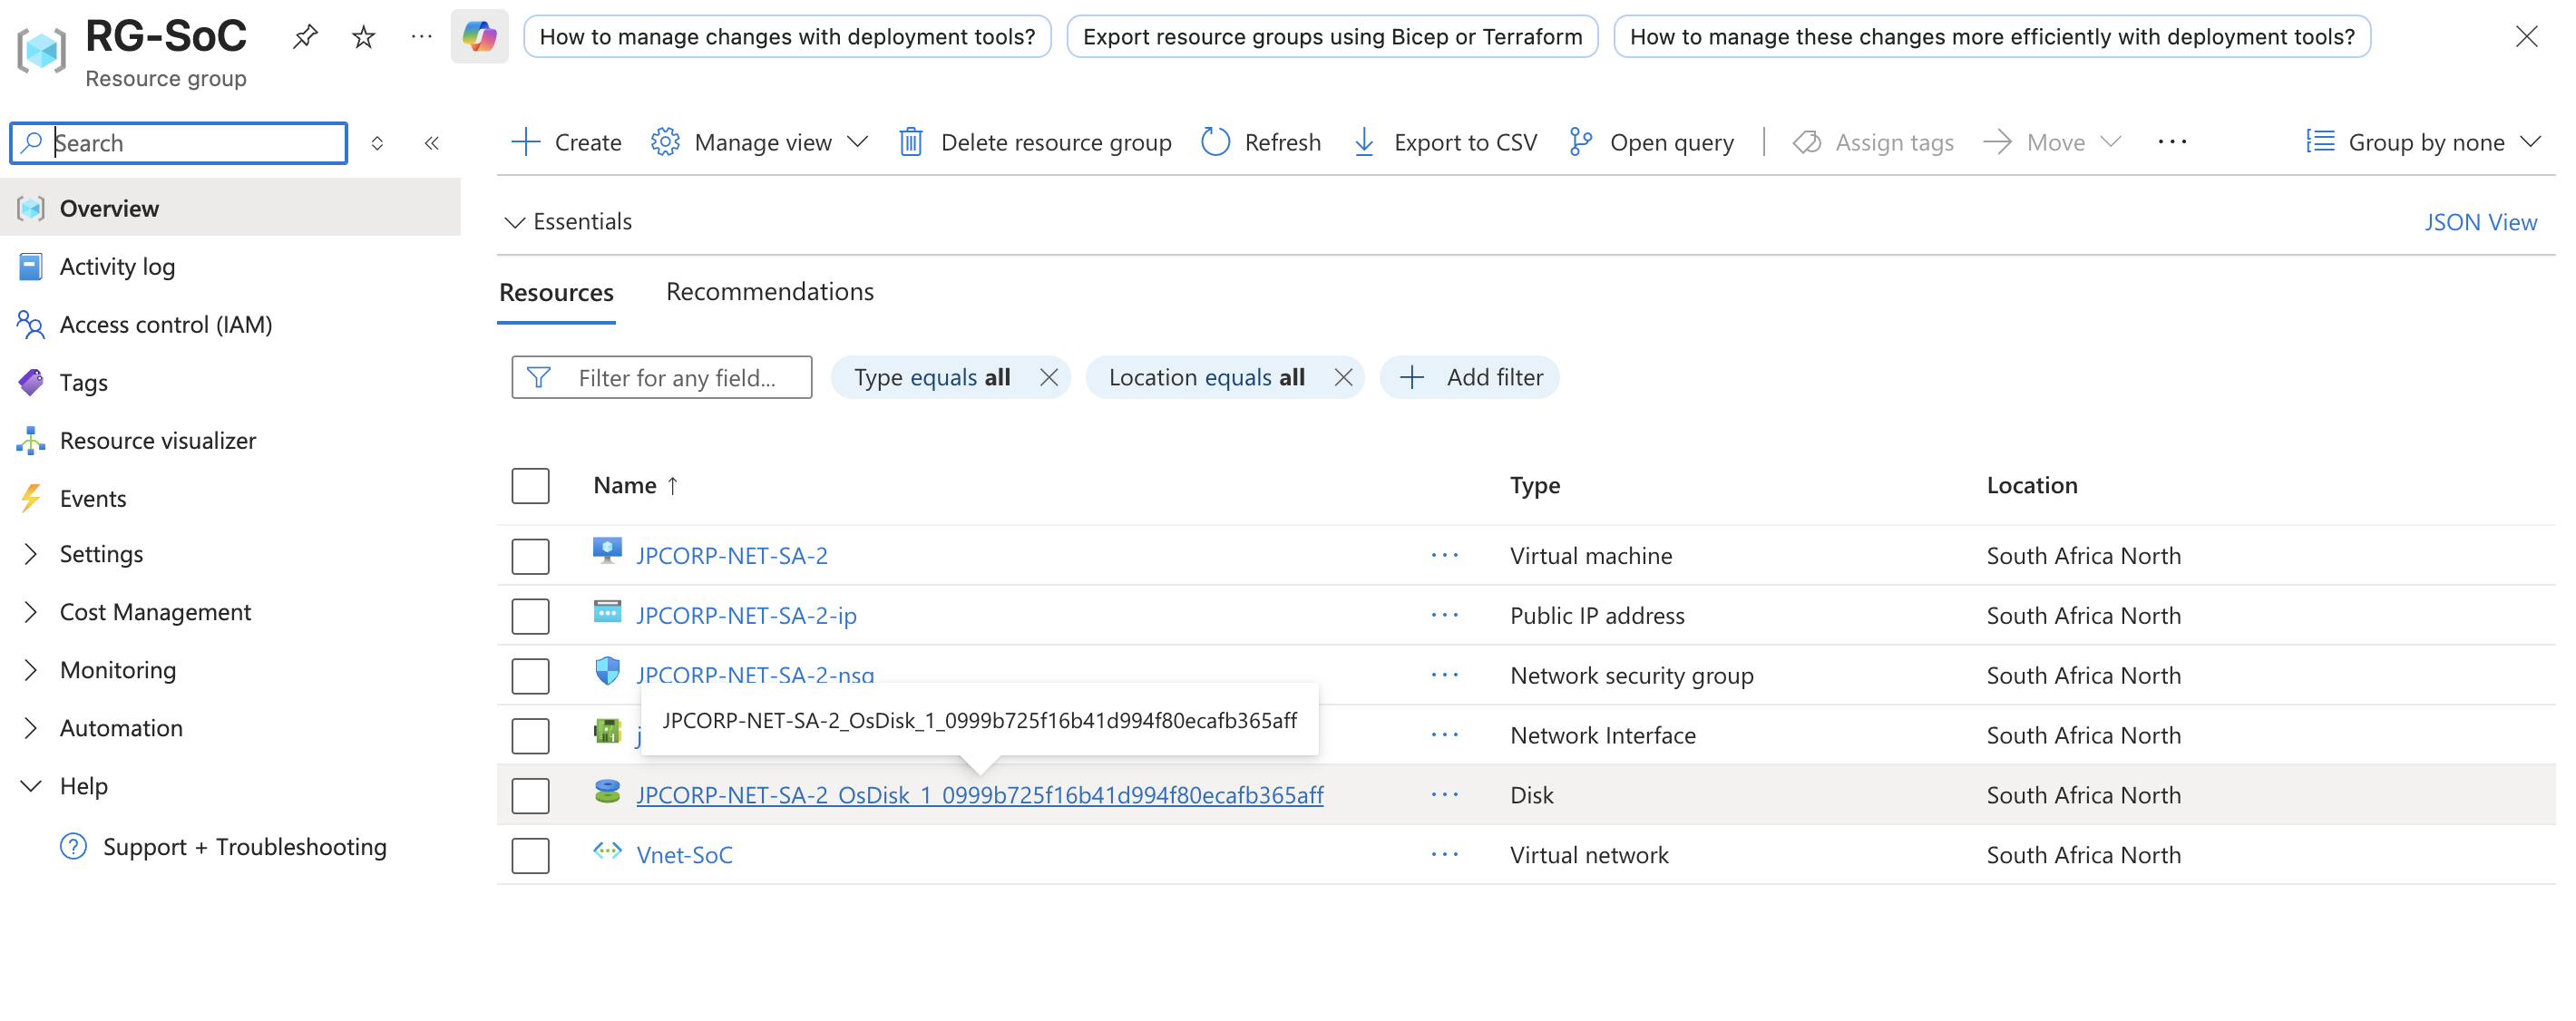 RG-SoC
Resource group
How to manage changes with deployment tools?
Export resource groups using Bicep or Terraform
How to manage these changes more efficiently with deployment tools?
Search
Create
Manage view
Delete resource group
Refresh
Export to CSV
Open query
Assign tags
Move
Group by none
Overview
Activity log
Access control (IAM)
Tags
Resource visualizer
Events
Settings
Cost Management
Monitoring
Automation
Help
Support + Troubleshooting
Essentials
JSON View
Resources
Recommendations
Filter for any field...
Type equals all
Location equals all
Add filter
Name ↑
Type
Location
JPCORP-NET-SA-2
Virtual machine
South Africa North
JPCORP-NET-SA-2-ip
Public IP address
South Africa North
JPCORP-NET-SA-2-nsg
Network security group
South Africa North
JPCORP-NET-SA-2_OsDisk_1_0999b725f16b41d994f80ecafb365aff
Network Interface
South Africa North
JPCORP-NET-SA-2_OsDisk_1_0999b725f16b41d994f80ecafb365aff
Disk
South Africa North
Vnet-SoC
Virtual network
South Africa North